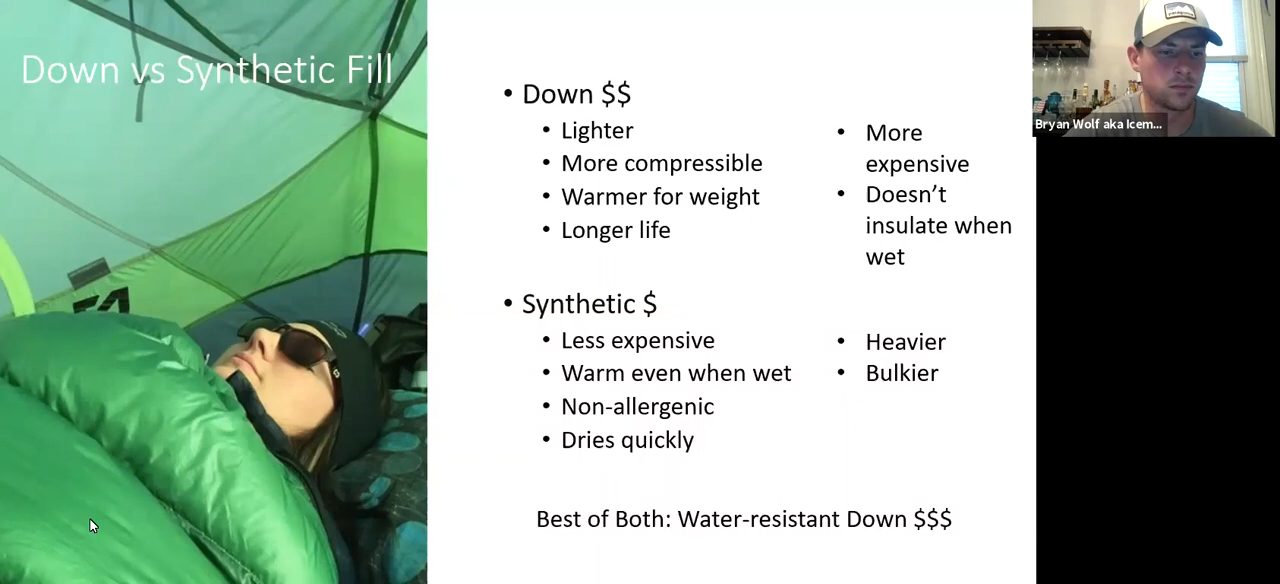 Down vs Synthetic Fill
• Down $$
• Lighter
• More compressible
• Warmer for weight
• Longer life
• More
expensive
• Doesn’t
insulate when
wet
• Synthetic $
• Less expensive
• Warm even when wet
• Non-allergenic
• Dries quickly
• Heavier
• Bulkier
Best of Both: Water-resistant Down $$$
Bryan Wolf aka Icem...
patagonia